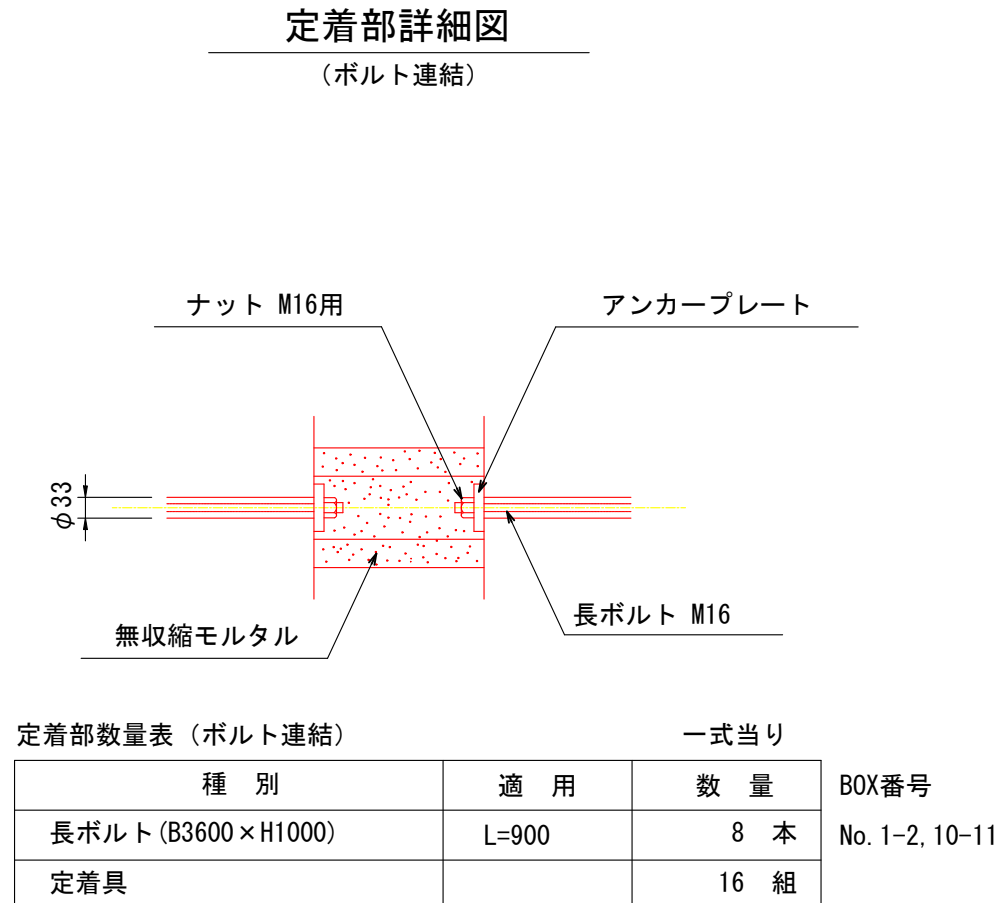 定着部詳細図
（ボルト連結）
ナット M16用
アンカープレート
φ33
長ボルト M16
無収縮モルタル
定着部数量表（ボルト連結） 一式当り
種 別 適 用 数 量 BOX番号
長ボルト(B3600×H1000) L=900 8 本 No.1-2,10-11
定着具 16 組